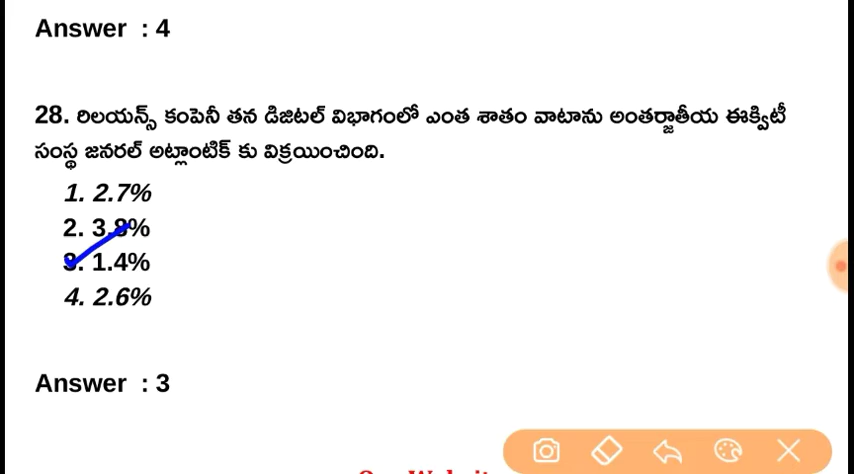 Answer : 4
28. రిలయన్స్ కంపెనీ తన డిజిటల్ విభాగంలో ఎంత శాతం వాటాను అంతర్జాతీయ ఈక్విటీ
సంస్థ జనరల్ అట్లాంటిక్ కు విక్రయించింది.
1. 2.7%
2. 3.8%
3. 1.4%
4. 2.6%
Answer : 3